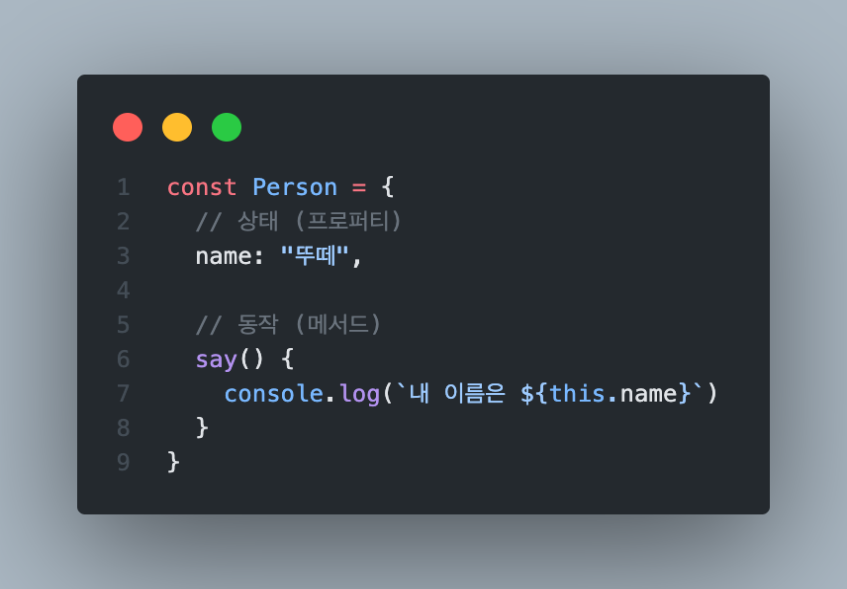 1 const Person = {
2 // 상태 (프로퍼티)
3 name: "뚜떼",
4
5 // 동작 (메서드)
6 say() {
7 console.log(`내 이름은 ${this.name}`)
8 }
9 }